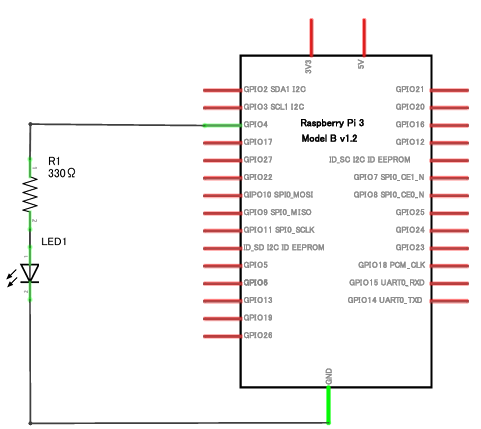 3V3
5V
GPIO2 SDA1 I2C
GPIO21
GPIO3 SCL1 I2C
GPIO20
GPIO4
Raspberry Pi 3
GPIO16
GPIO17
Model B v1.2
GPIO12
R1
GPIO27
ID_SC I2C ID EEPROM
330Ω
1
GPIO22
GPIO7 SPI0_CE1_N
GPIO10 SPI0_MOSI
GPIO8 SPI0_CE0_N
GPIO9 SPI0_MISO
GPIO25
2
GPIO11 SPI0_SCLK
GPIO24
LED1
ID_SD I2C ID EEPROM
GPIO23
1
GPIO5
GPIO18 PCM_CLK
GPIO6
GPIO15 UART0_RXD
2
GPIO13
GPIO14 UART0_TXD
GPIO19
GPIO26
GND